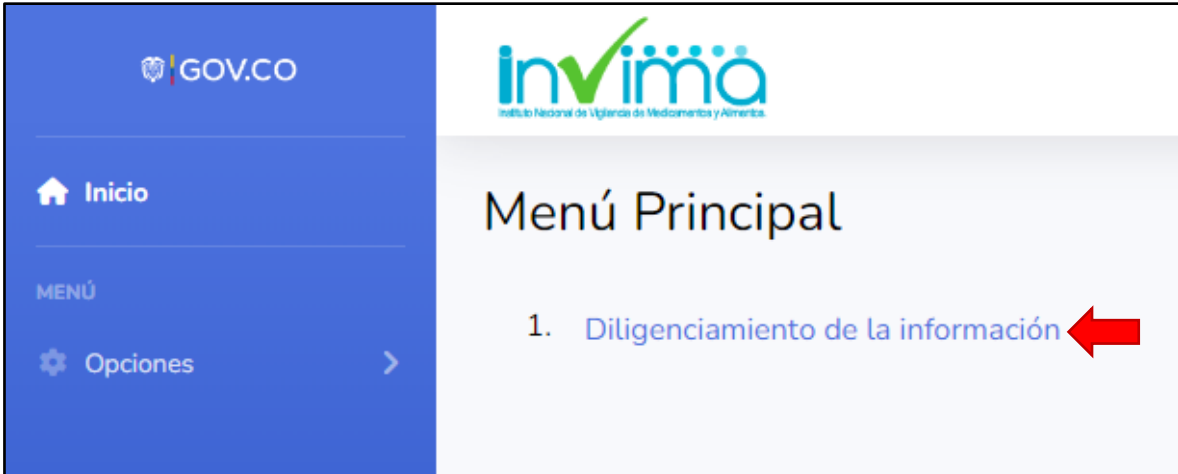 GOV.CO
Inicio
MENÚ
Opciones
invima
Instituto Nacional de Vigilancia de Medicamentos y Alimentos.
Menú Principal
1. Diligenciamiento de la información